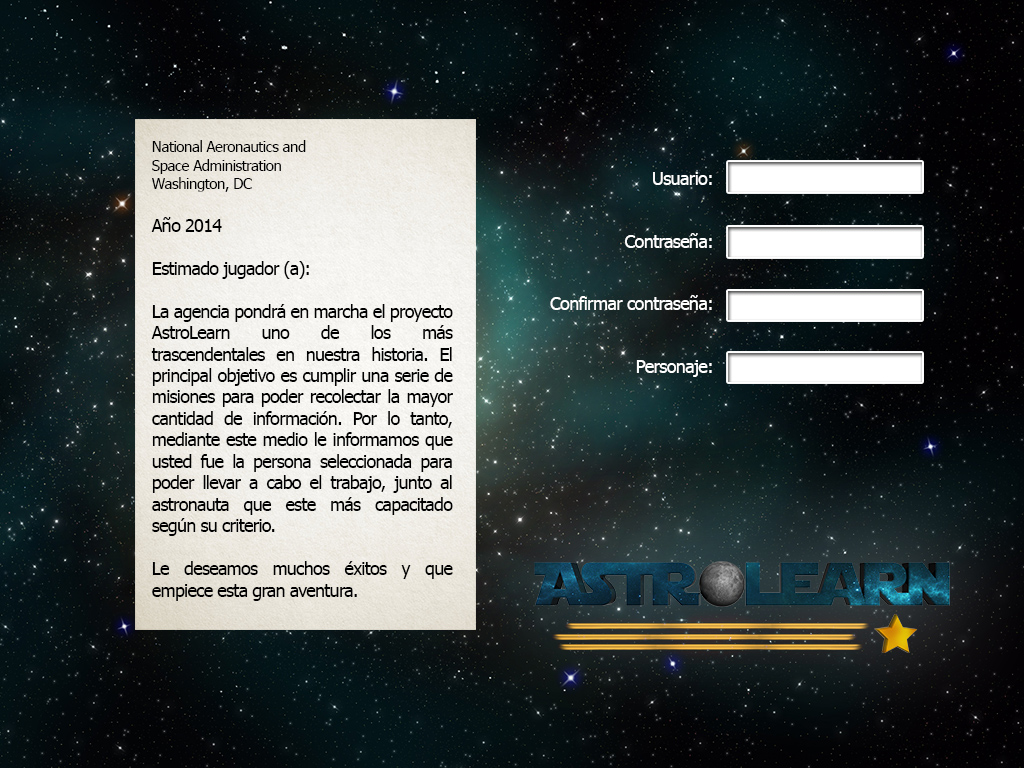 National Aeronautics and
Space Administration
Washington, DC
Año 2014
Estimado jugador (a):
La agencia pondrá en marcha el proyecto
AstroLearn uno de los más
trascendentales en nuestra historia. El
principal objetivo es cumplir una serie de
misiones para poder recolectar la mayor
cantidad de información. Por lo tanto,
mediante este medio le informamos que
usted fue la persona seleccionada para
poder llevar a cabo el trabajo, junto al
astronauta que este más capacitado
según su criterio.
Le deseamos muchos éxitos y que
empiece esta gran aventura.
Usuario:
Contraseña:
Confirmar contraseña:
Personaje:
ASTROLEARN